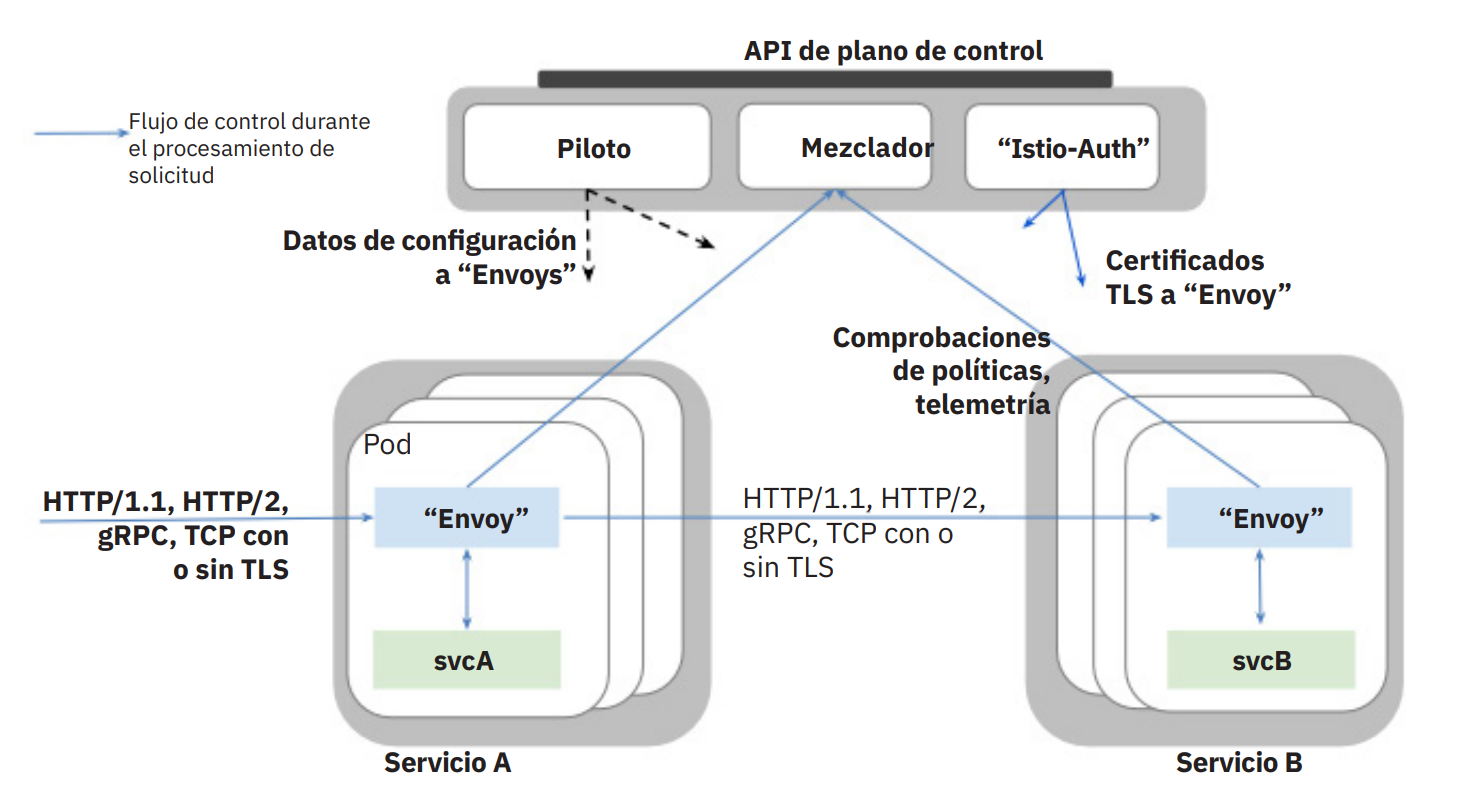 API de plano de control
Flujo de control durante
el procesamiento de
solicitud
Piloto
Mezclador
“Istio-Auth”
Datos de configuración
a “Envoys”
Certificados
TLS a “Envoy”
Comprobaciones
de políticas,
telemetría
Pod
HTTP/1.1, HTTP/2,
gRPC, TCP con
o sin TLS
“Envoy”
HTTP/1.1, HTTP/2,
gRPC, TCP con o
sin TLS
“Envoy”
svcA
svcB
Servicio A
Servicio B